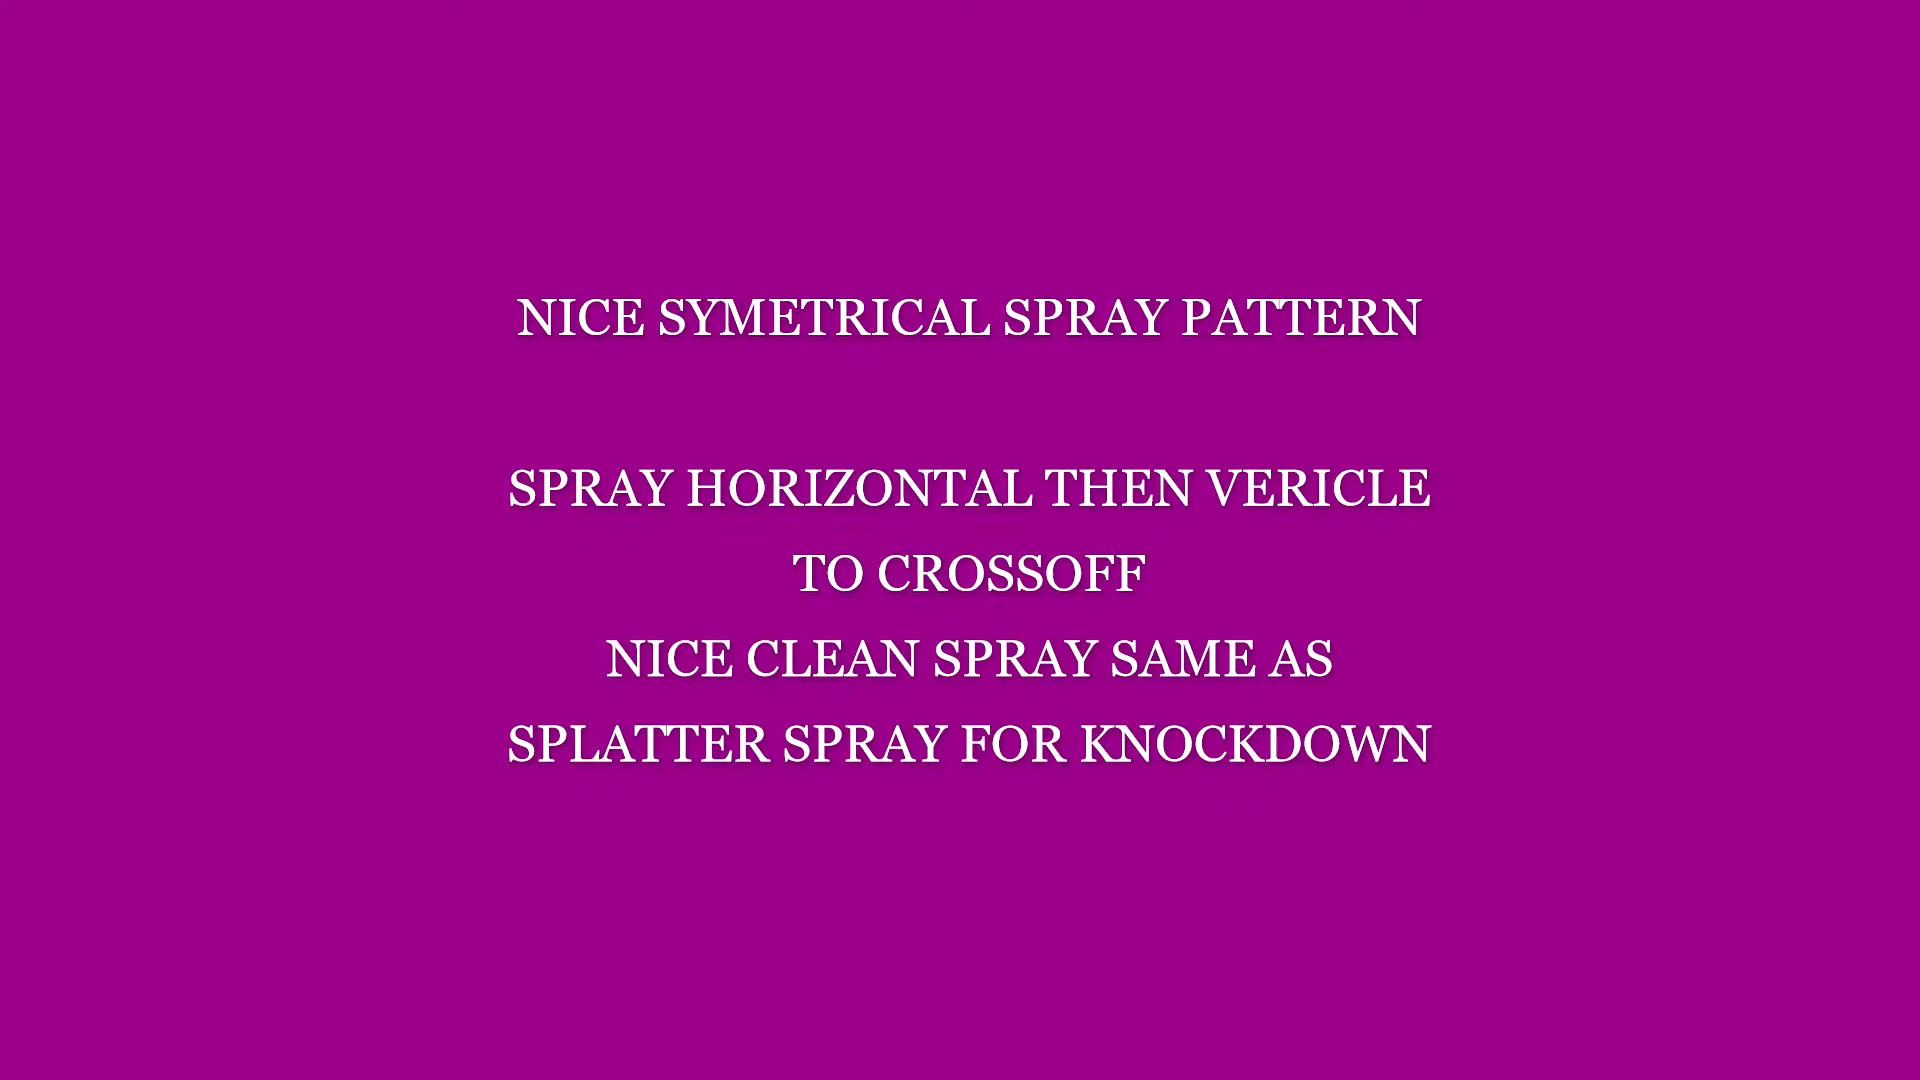 NICE SYMETRICAL SPRAY PATTERN
SPRAY HORIZONTAL THEN VERICLE
TO CROSSOFF
NICE CLEAN SPRAY SAME AS
SPLATTER SPRAY FOR KNOCKDOWN